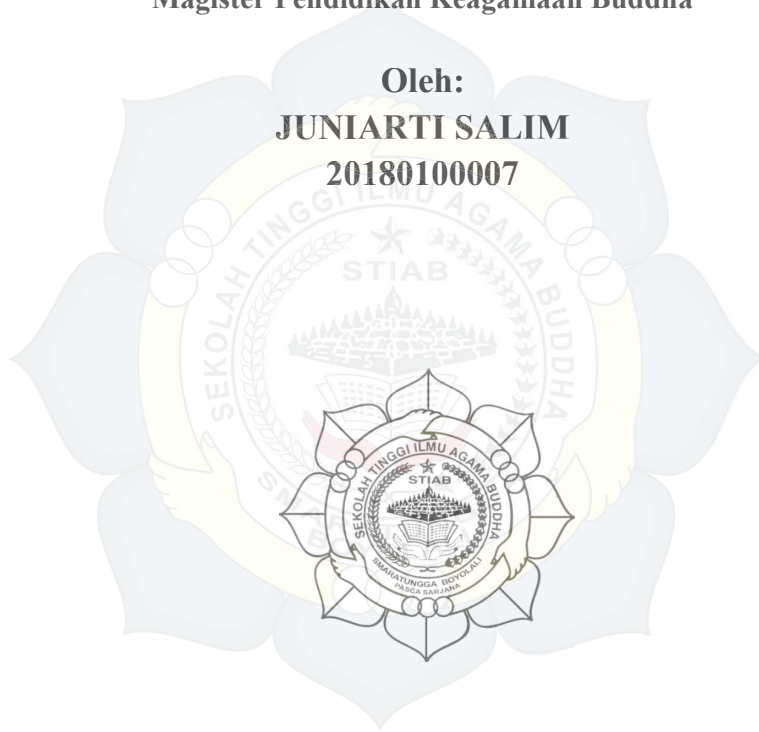 Magister Pendidikan Keagamaan Buddha
Oleh:
JUNIARTI SALIM
20180100007
SEKOLAH TINGGI ILMU AGAMA BUDDHA
STIAB
SEKOLAH TINGGI ILMU AGAMA BUDDHA
STIAB
SMARATUNGGA BOYOLALI
PASCA SARJANA